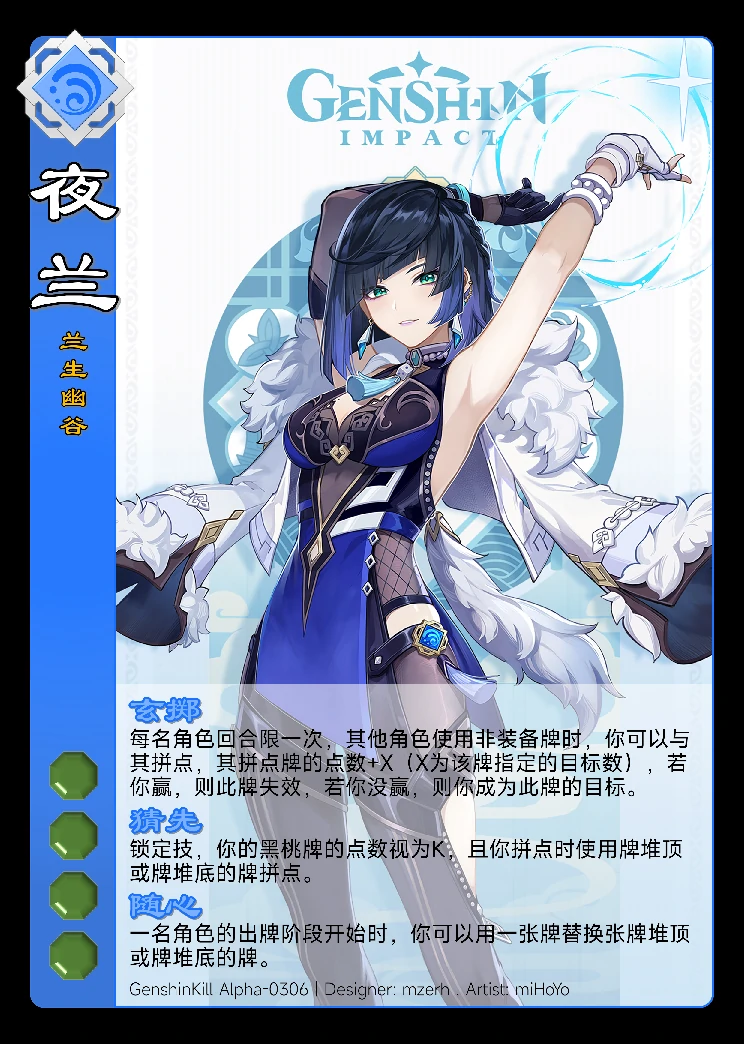 GENSHIN
IMPACT
夜
兰
兰
生
幽
谷
玄掷
每名角色回合限一次，其他角色使用非装备牌时，你可以与
其拼点，其拼点牌的点数+X（X为该牌指定的目标数），若
你赢，则此牌失效，若你没赢，则你成为此牌的目标。
猜先
锁定技，你的黑桃牌的点数视为K，且你拼点时使用牌堆顶
或牌堆底的牌拼点。
随心
一名角色的出牌阶段开始时，你可以用一张牌替换张牌堆顶
或牌堆底的牌。
GenshinKill Alpha-0306 | Designer: mzerh . Artist: miHoYo